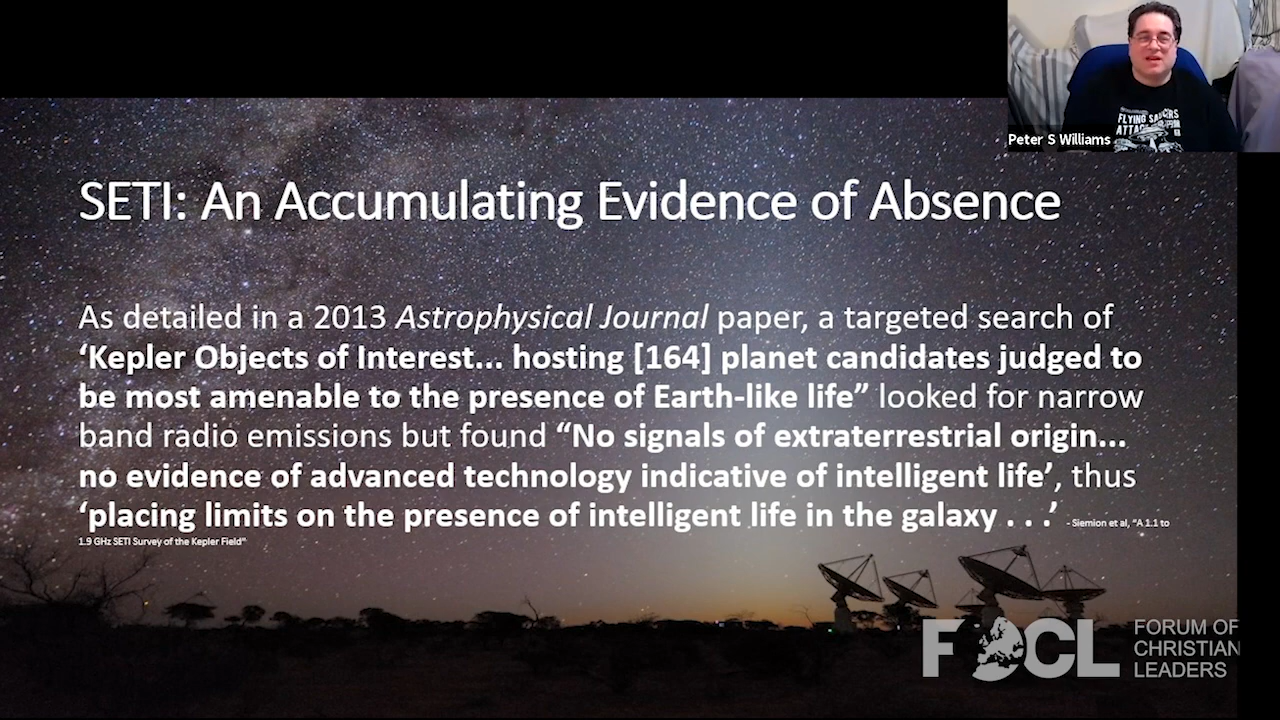 FLYING SAUCERS
ATTACK
Peter S Williams
SETI: An Accumulating Evidence of Absence
As detailed in a 2013 Astrophysical Journal paper, a targeted search of
‘Kepler Objects of Interest... hosting [164] planet candidates judged to
be most amenable to the presence of Earth-like life” looked for narrow
band radio emissions but found “No signals of extraterrestrial origin...
no evidence of advanced technology indicative of intelligent life’, thus
‘placing limits on the presence of intelligent life in the galaxy . . .’ - Siemion et al, “A 1.1 to
1.9 GHz SETI Survey of the Kepler Field”
FOCL
FORUM OF
CHRISTIAN
LEADERS